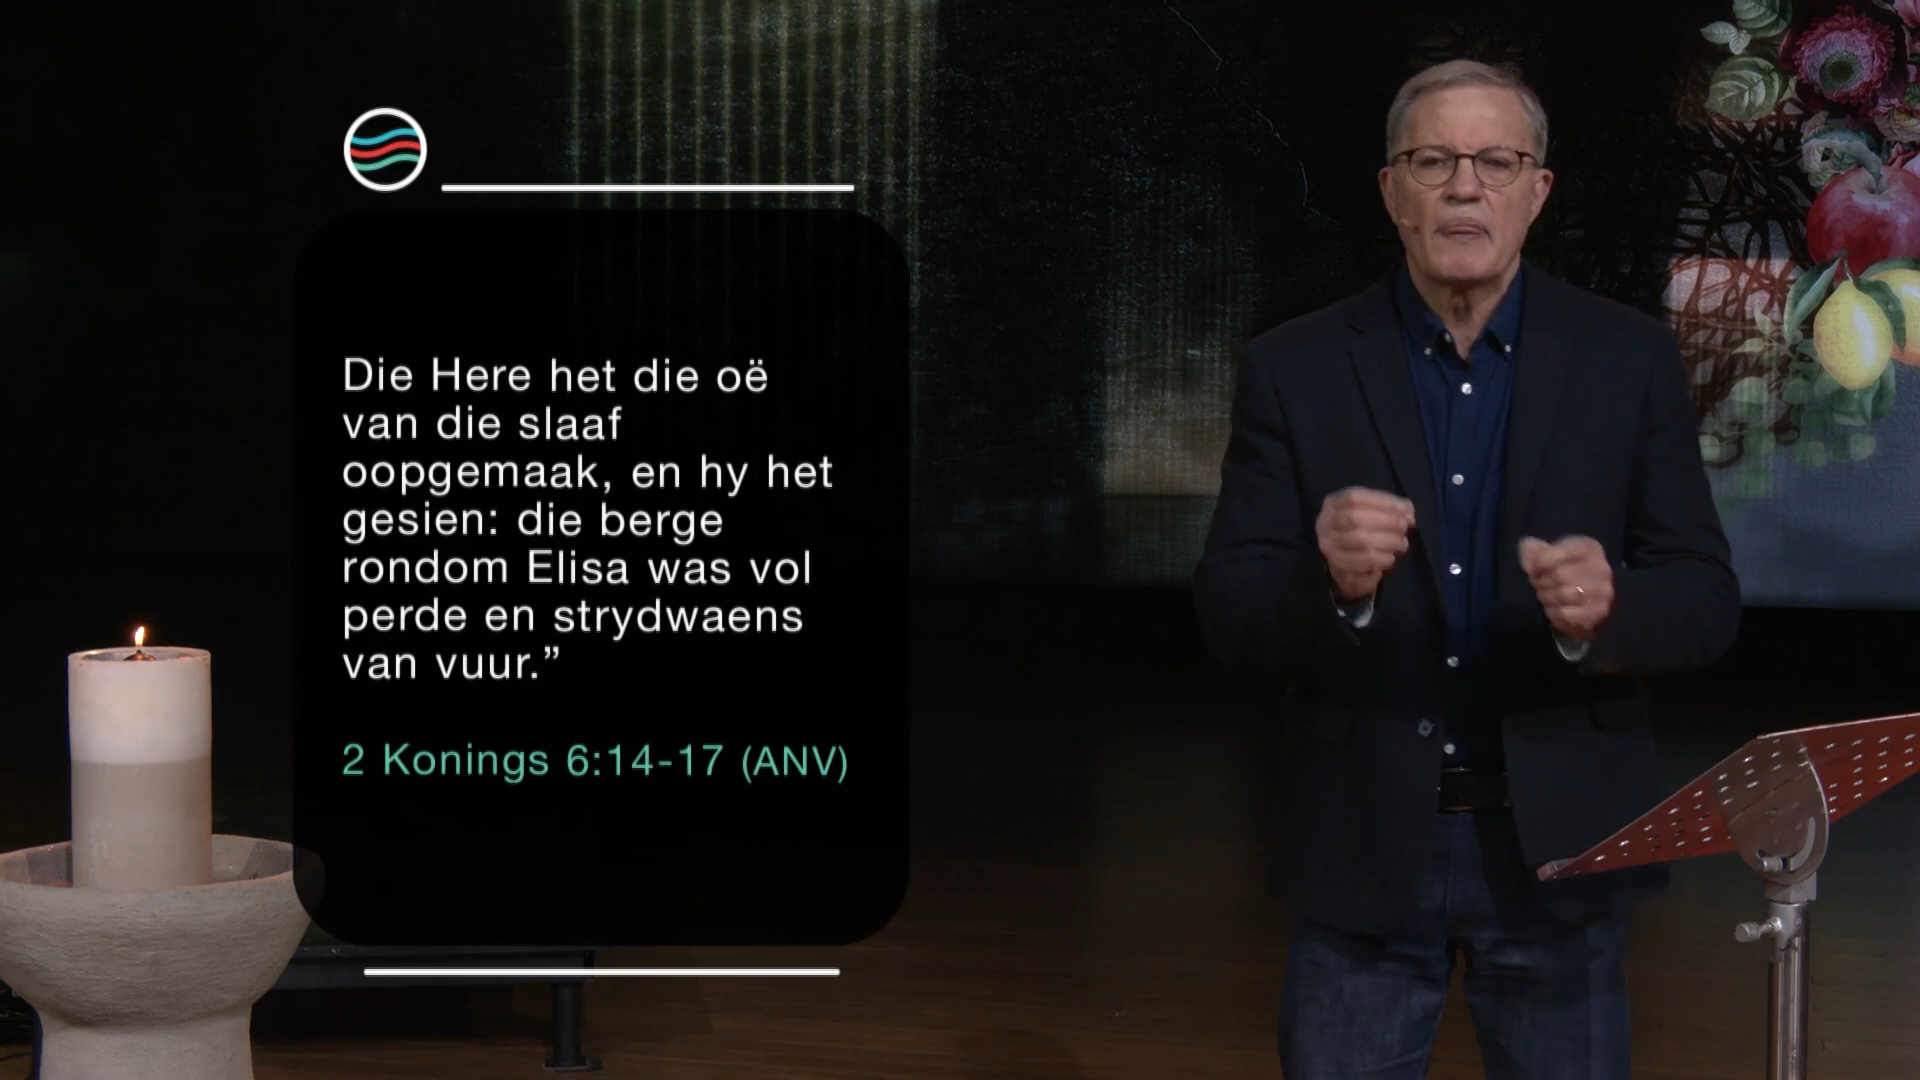 Die Here het die oë
van die slaaf
oopgemaak, en hy het
gesien: die berge
rondom Elisa was vol
perde en strydwaens
van vuur.”
2 Konings 6:14-17 (ANV)